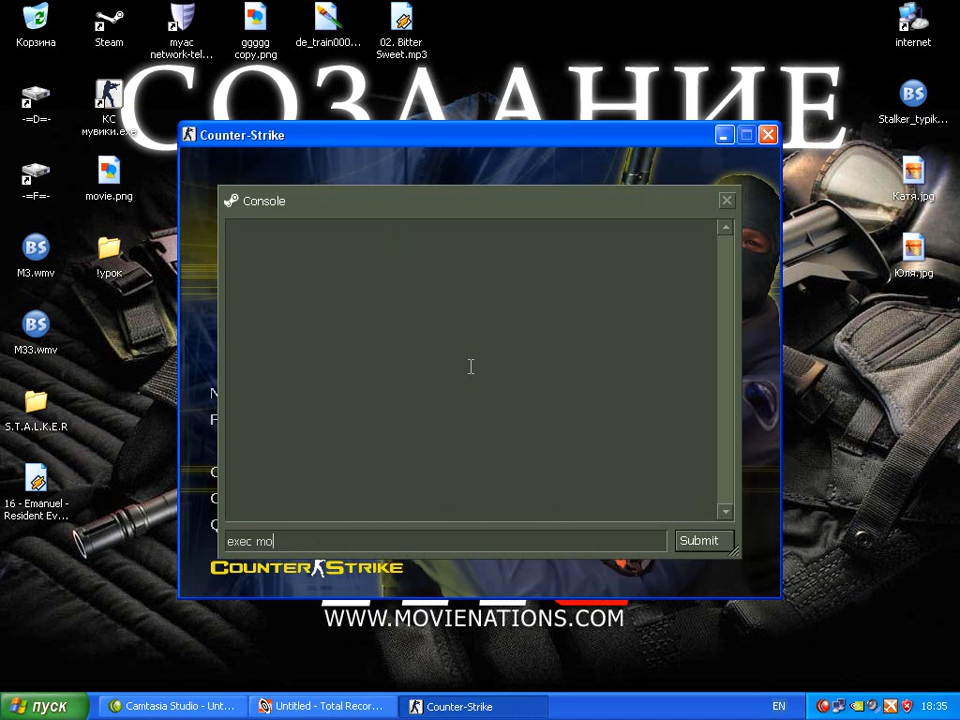 Корзина
Steam
myac
network-tel...
ggggg
copy.png
de_train000...
02. Bitter
Sweet.mp3
internet
СОЗДАНИЕ
-=D=-
КС
мувики.exe
Stalker_typik...
-=F=-
movie.png
Катя.jpg
M3.wmv
!урок
Юля.jpg
M33.wmv
S.T.A.L.K.E.R
16 - Emanuel -
Resident Ev...
Counter-Strike
Console
exec mo
Submit
COUNTER STRIKE
WWW.MOVIENATIONS.COM
пуск
Camtasia Studio - Unt...
Untitled - Total Recor...
Counter-Strike
EN
18:35